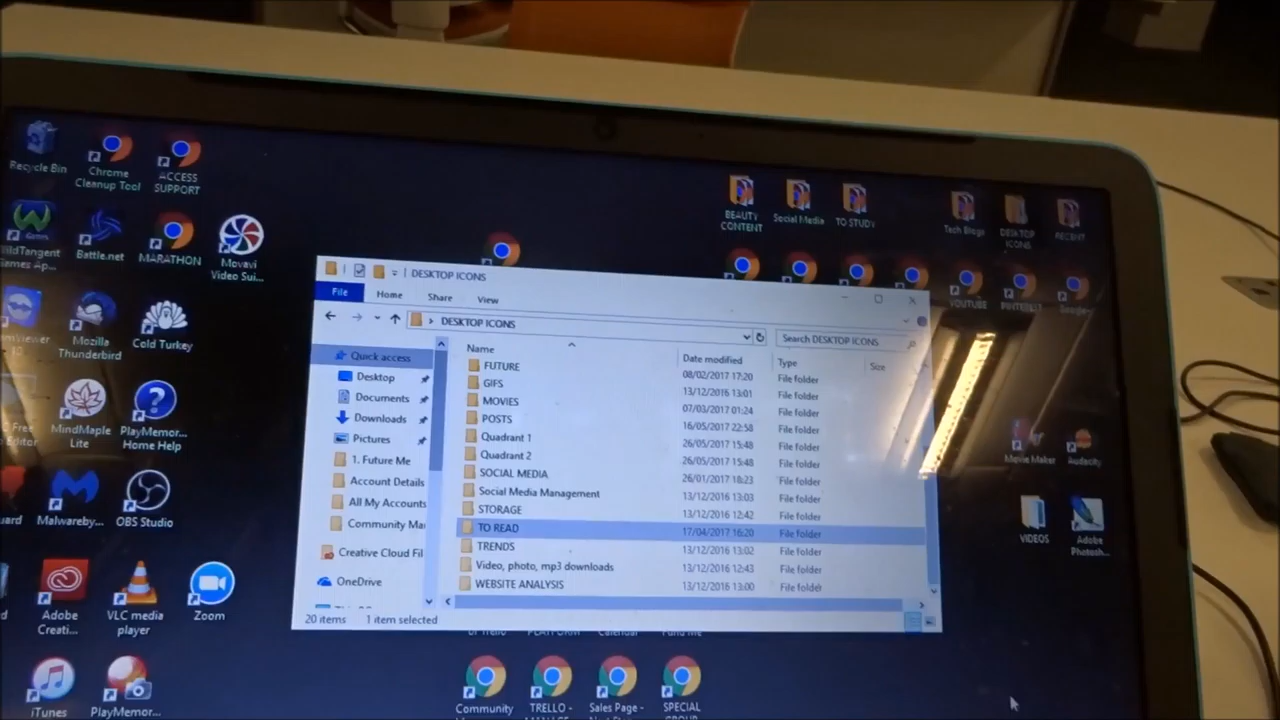 Recycle Bin
Chrome
Cleanup Tool
ACCESS
SUPPORT
BEAUTY
CONTENT
Social Media
TO STUDY
Tech Blogs
DESKTOP
ICONS
RECENT
Games Ap...
Battle.net
MARATHON
Movavi
Video Sui...
YOUTUBE
PINTEREST
Mozilla
Thunderbird
Cold Turkey
MindMaple
Lite
PlayMemor...
Home Help
Malwareby...
OBS Studio
Movie Maker
Audacity
VIDEOS
Adobe
Photosh...
Adobe
Creati...
VLC media
player
Zoom
iTunes
PlayMemor...
DESKTOP ICONS
File Home Share View
DESKTOP ICONS
Search DESKTOP ICONS
Quick access
Desktop
Documents
Downloads
Pictures
1. Future Me
Account Details
All My Accounts
Community Ma
Creative Cloud Fil
OneDrive
Name Date modified Type Size
FUTURE 08/02/2017 17:20 File folder
GIFS 13/12/2016 13:01 File folder
MOVIES 07/03/2017 01:24 File folder
POSTS 16/05/2017 22:58 File folder
Quadrant 1 26/05/2017 15:48 File folder
Quadrant 2 26/05/2017 15:48 File folder
SOCIAL MEDIA 26/01/2017 18:23 File folder
Social Media Management 13/12/2016 13:03 File folder
STORAGE 13/12/2016 12:42 File folder
TO READ 17/04/2017 16:20 File folder
TRENDS 13/12/2016 13:02 File folder
Video, photo, mp3 downloads 13/12/2016 12:43 File folder
WEBSITE ANALYSIS 13/12/2016 13:00 File folder
20 items 1 item selected
Community
TRELLO -
Sales Page -
SPECIAL